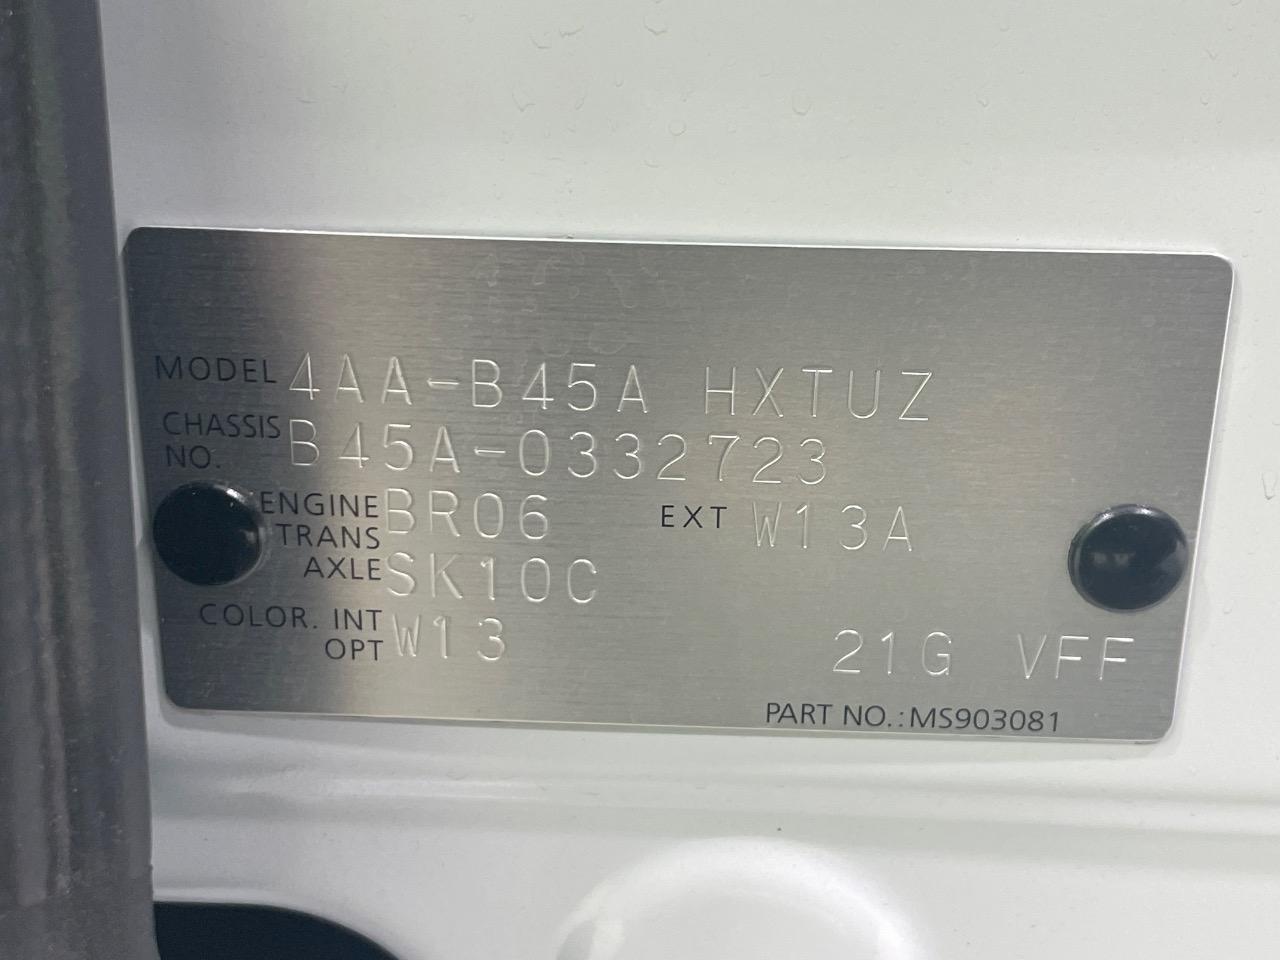 MODEL 4AA-B45A HXTUZ
CHASSIS NO. B45A-0332723
ENGINE BR06 EXT W13A
TRANS AXLE SK10C
COLOR. INT OPT W13
21G VFF
PART NO.:MS903081